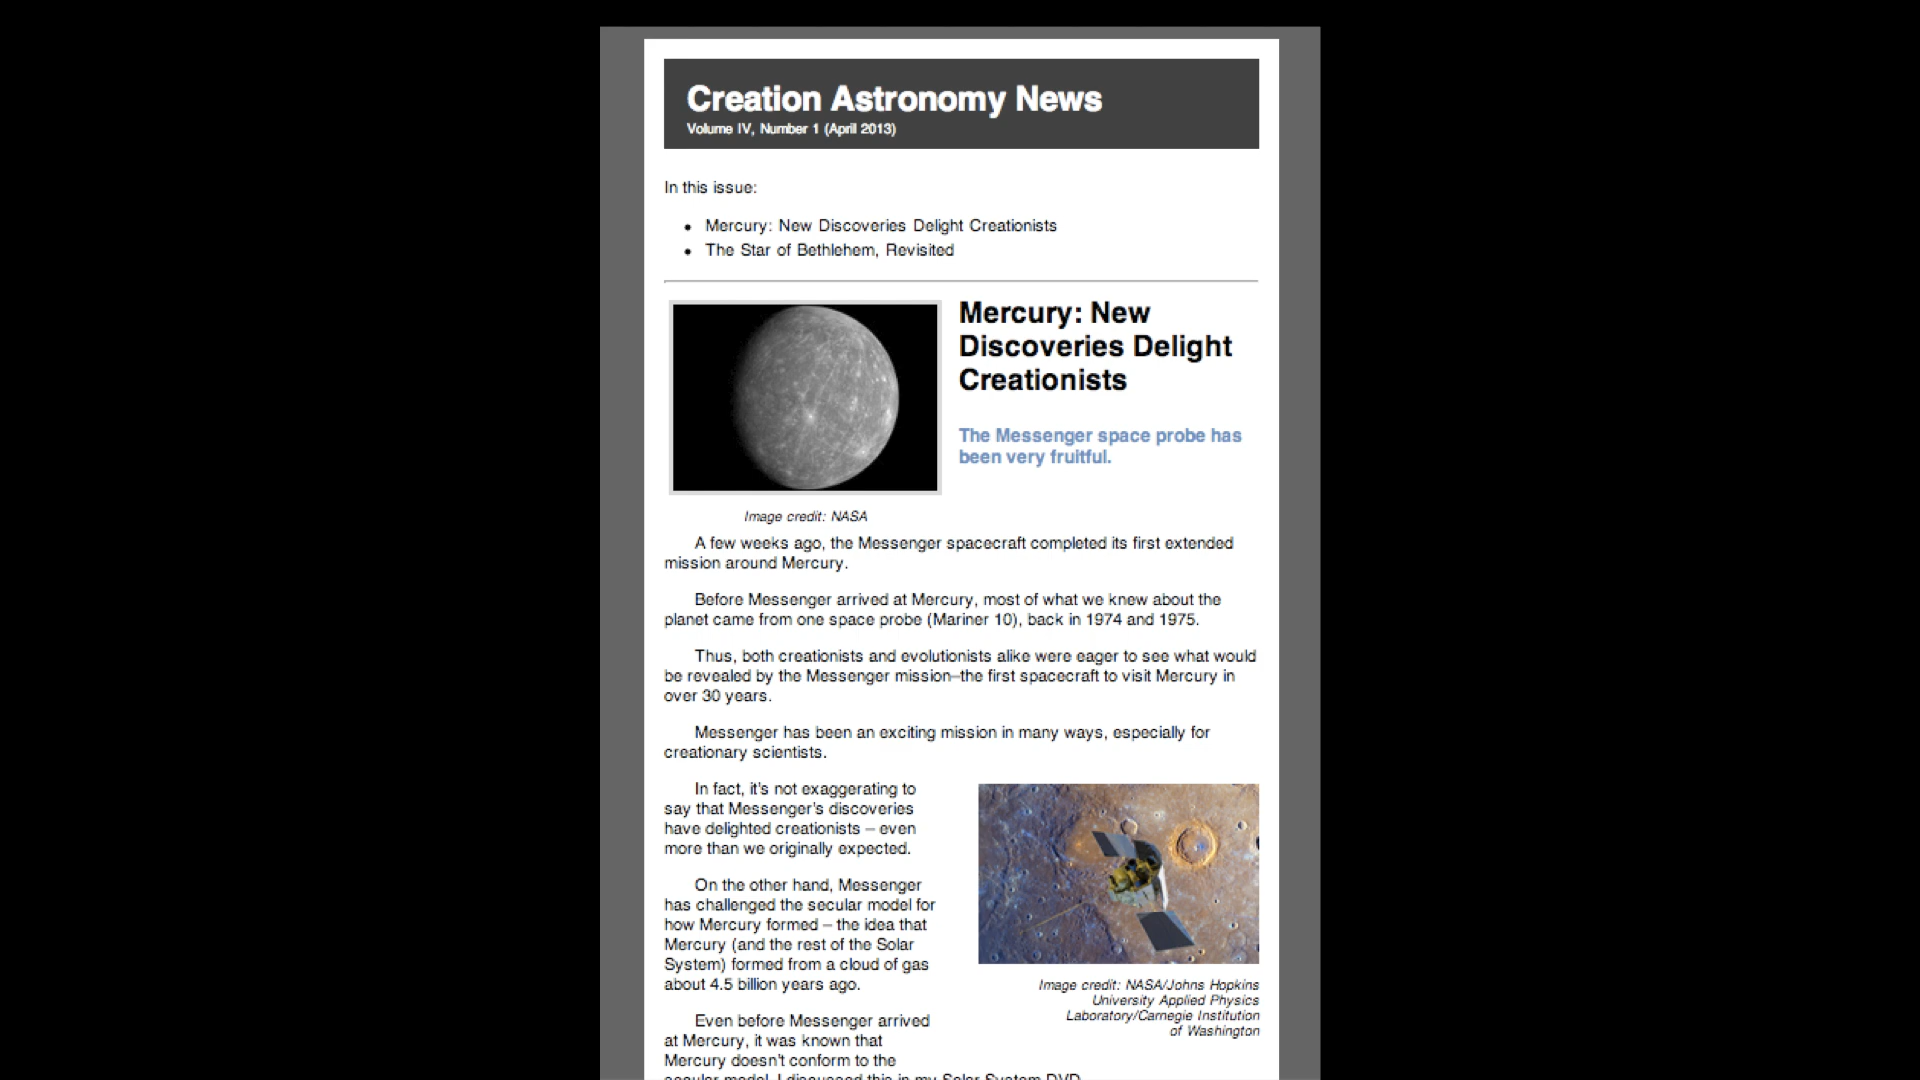 Creation Astronomy News
Volume IV, Number 1 (April 2013)
In this issue:
• Mercury: New Discoveries Delight Creationists
• The Star of Bethlehem, Revisited
Mercury: New
Discoveries Delight
Creationists
The Messenger space probe has
been very fruitful.
Image credit: NASA
A few weeks ago, the Messenger spacecraft completed its first extended
mission around Mercury.
Before Messenger arrived at Mercury, most of what we knew about the
planet came from one space probe (Mariner 10), back in 1974 and 1975.
Thus, both creationists and evolutionists alike were eager to see what would
be revealed by the Messenger mission–the first spacecraft to visit Mercury in
over 30 years.
Messenger has been an exciting mission in many ways, especially for
creationary scientists.
In fact, it's not exaggerating to
say that Messenger's discoveries
have delighted creationists – even
more than we originally expected.
On the other hand, Messenger
has challenged the secular model for
how Mercury formed – the idea that
Mercury (and the rest of the Solar
System) formed from a cloud of gas
about 4.5 billion years ago.
Image credit: NASA/Johns Hopkins
University Applied Physics
Laboratory/Carnegie Institution
of Washington
Even before Messenger arrived
at Mercury, it was known that
Mercury doesn't conform to the
secular model. I discussed this in my Solar System DVD